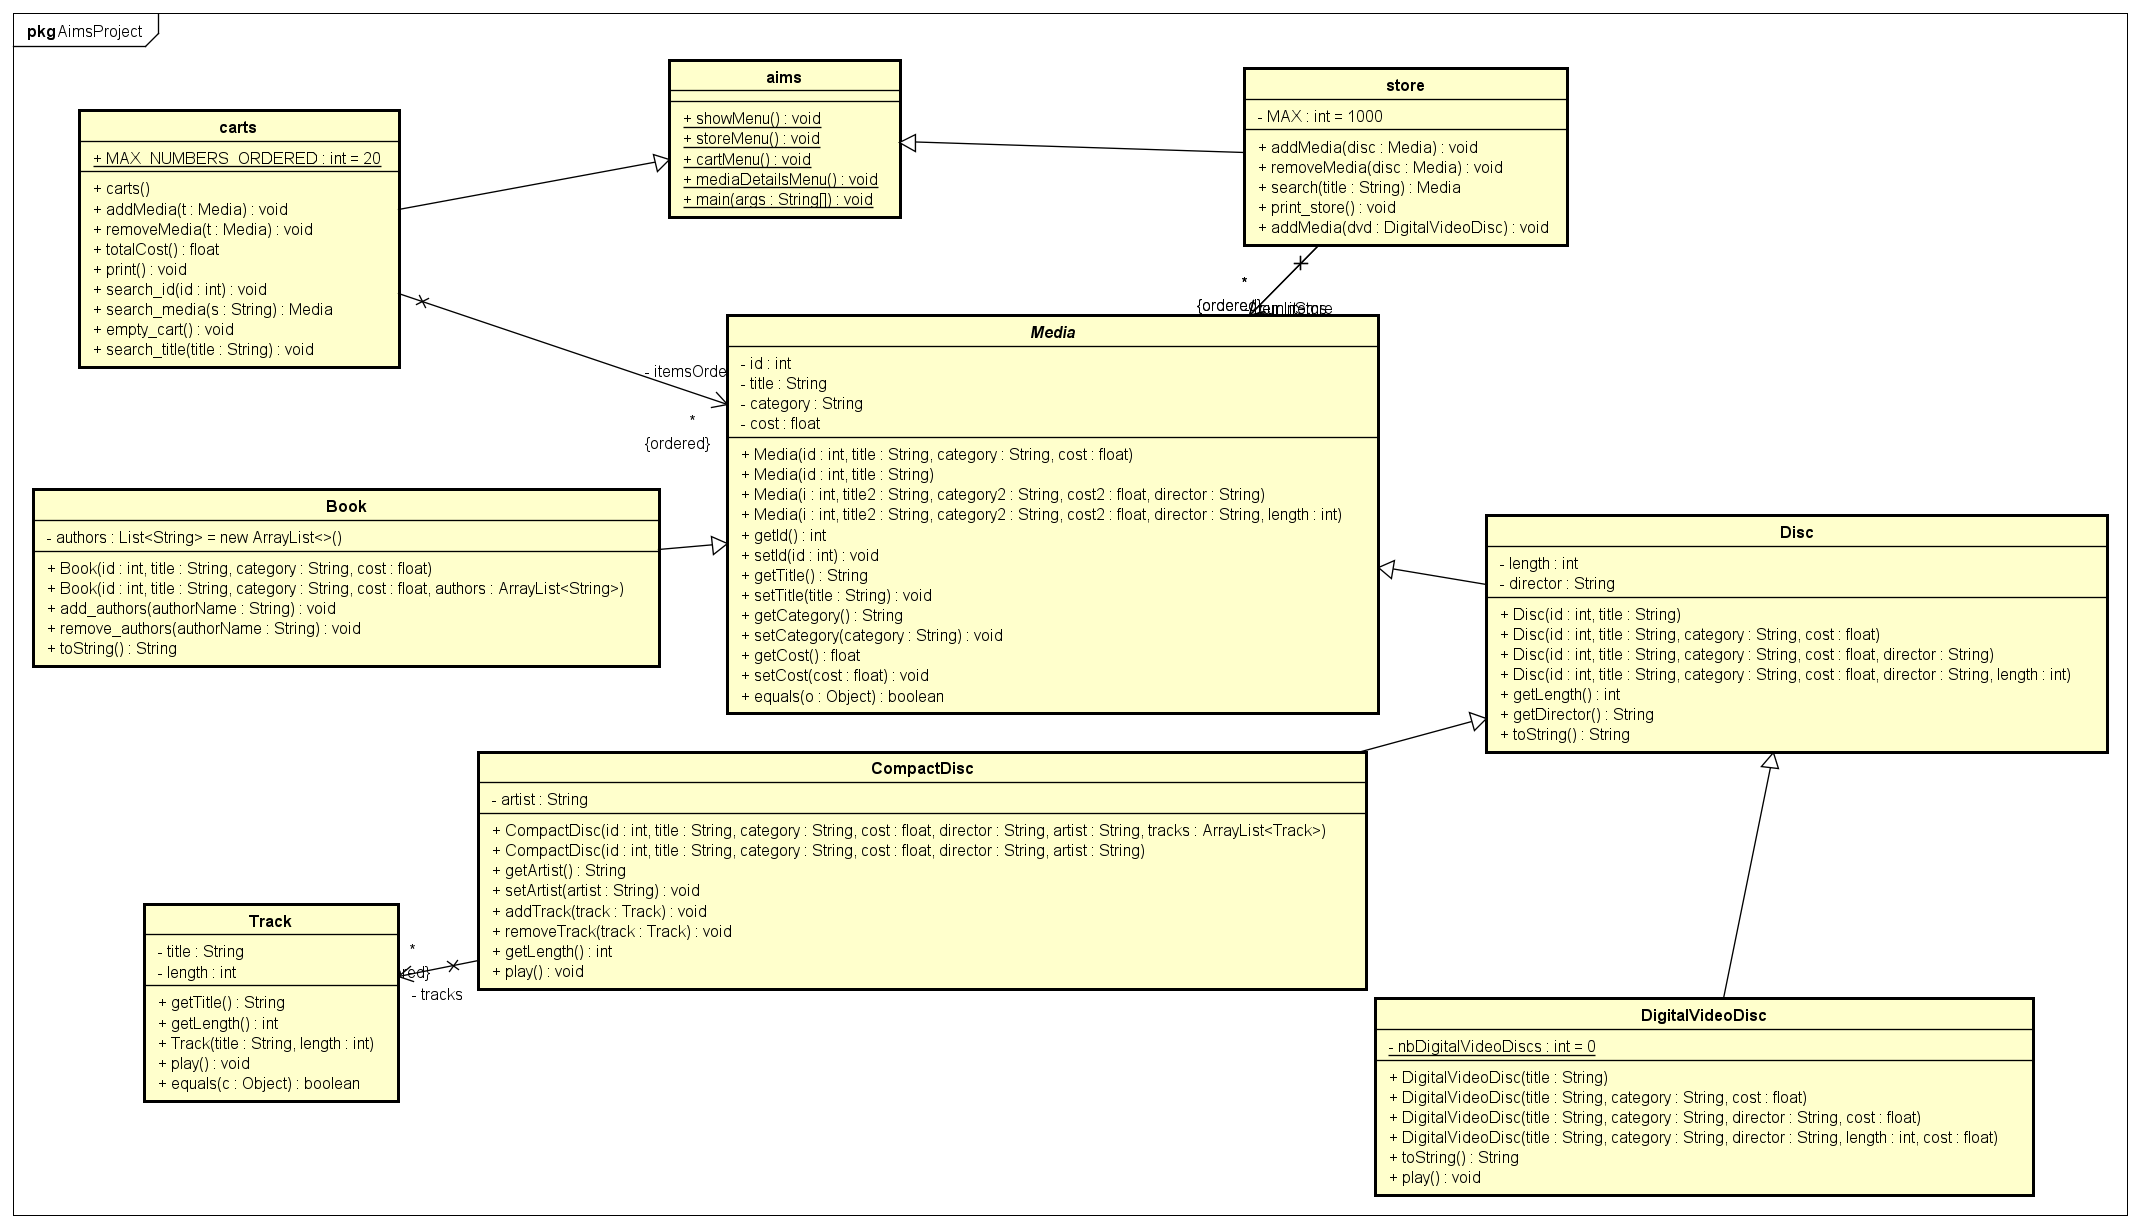 pkg AimsProject
aims
+ showMenu() : void
+ storeMenu() : void
+ cartMenu() : void
+ mediaDetailsMenu() : void
+ main(args : String[]) : void
store
- MAX : int = 1000
+ addMedia(disc : Media) : void
+ removeMedia(disc : Media) : void
+ search(title : String) : Media
+ print_store() : void
+ addMedia(dvd : DigitalVideoDisc) : void
carts
+ MAX_NUMBERS_ORDERED : int = 20
+ carts()
+ addMedia(t : Media) : void
+ removeMedia(t : Media) : void
+ totalCost() : float
+ print() : void
+ search_id(id : int) : void
+ search_media(s : String) : Media
+ empty_cart() : void
+ search_title(title : String) : void
*
{ordered}
- itemsOrde
*
{ordered}
Media
- id : int
- title : String
- category : String
- cost : float
+ Media(id : int, title : String, category : String, cost : float)
+ Media(id : int, title : String)
+ Media(i : int, title2 : String, category2 : String, cost2 : float, director : String)
+ Media(i : int, title2 : String, category2 : String, cost2 : float, director : String, length : int)
+ getId() : int
+ setId(id : int) : void
+ getTitle() : String
+ setTitle(title : String) : void
+ getCategory() : String
+ setCategory(category : String) : void
+ getCost() : float
+ setCost(cost : float) : void
+ equals(o : Object) : boolean
Book
- authors : List<String> = new ArrayList<>()
+ Book(id : int, title : String, category : String, cost : float)
+ Book(id : int, title : String, category : String, cost : float, authors : ArrayList<String>)
+ add_authors(authorName : String) : void
+ remove_authors(authorName : String) : void
+ toString() : String
Disc
- length : int
- director : String
+ Disc(id : int, title : String)
+ Disc(id : int, title : String, category : String, cost : float)
+ Disc(id : int, title : String, category : String, cost : float, director : String)
+ Disc(id : int, title : String, category : String, cost : float, director : String, length : int)
+ getLength() : int
+ getDirector() : String
+ toString() : String
CompactDisc
- artist : String
+ CompactDisc(id : int, title : String, category : String, cost : float, director : String, artist : String, tracks : ArrayList<Track>)
+ CompactDisc(id : int, title : String, category : String, cost : float, director : String, artist : String)
+ getArtist() : String
+ setArtist(artist : String) : void
+ addTrack(track : Track) : void
+ removeTrack(track : Track) : void
+ getLength() : int
+ play() : void
Track
- title : String
- length : int
+ getTitle() : String
+ getLength() : int
+ Track(title : String, length : int)
+ play() : void
+ equals(c : Object) : boolean
*
red}
- tracks
DigitalVideoDisc
- nbDigitalVideoDiscs : int = 0
+ DigitalVideoDisc(title : String)
+ DigitalVideoDisc(title : String, category : String, cost : float)
+ DigitalVideoDisc(title : String, category : String, director : String, cost : float)
+ DigitalVideoDisc(title : String, category : String, director : String, length : int, cost : float)
+ toString() : String
+ play() : void